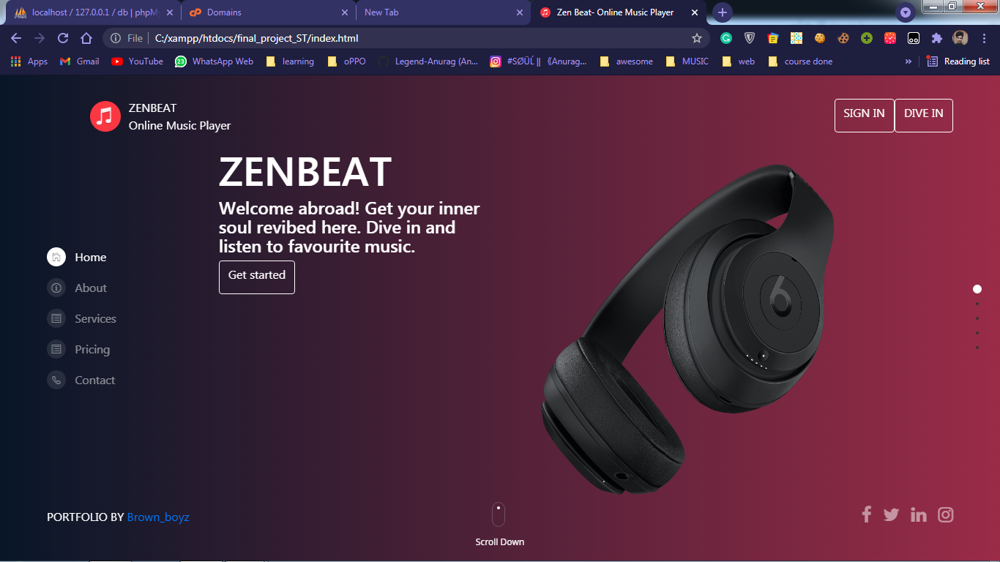 localhost / 127.0.0.1 / db | phpMy
Domains
New Tab
Zen Beat- Online Music Player
File
C:/xampp/htdocs/final_project_ST/index.html
Apps
Gmail
23
YouTube
WhatsApp Web
learning
oPPO
Legend-Anurag (An...
#SØÜĹ ||《Anurag...
awesome
MUSIC
web
course done
»
Reading list
ZENBEAT
Online Music Player
SIGN IN
DIVE IN
ZENBEAT
Welcome abroad! Get your inner
soul revibed here. Dive in and
listen to favourite music.
Get started
Home
About
Services
Pricing
Contact
PORTFOLIO BY Brown_boyz
Scroll Down